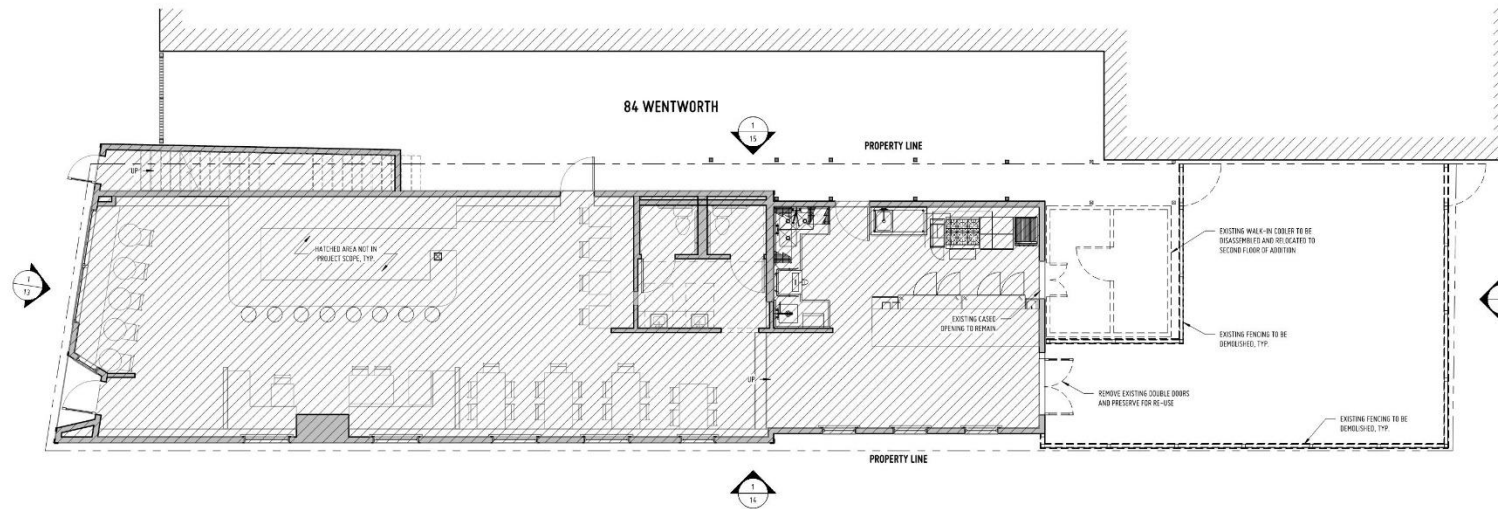 84 WENTWORTH
1
15
PROPERTY LINE
UP
HATCHED AREA NOT IN
PROJECT SCOPE, TYP.
EXISTING WALK-IN COOLER TO BE
DISASSEMBLED AND RELOCATED TO
SECOND FLOOR OF ADDITION
1
13
EXISTING CASED
OPENING TO REMAIN
EXISTING FENCING TO BE
DEMOLISHED, TYP.
UP
REMOVE EXISTING DOUBLE DOORS
AND PRESERVE FOR RE-USE
EXISTING FENCING TO BE
DEMOLISHED, TYP.
PROPERTY LINE
1
14